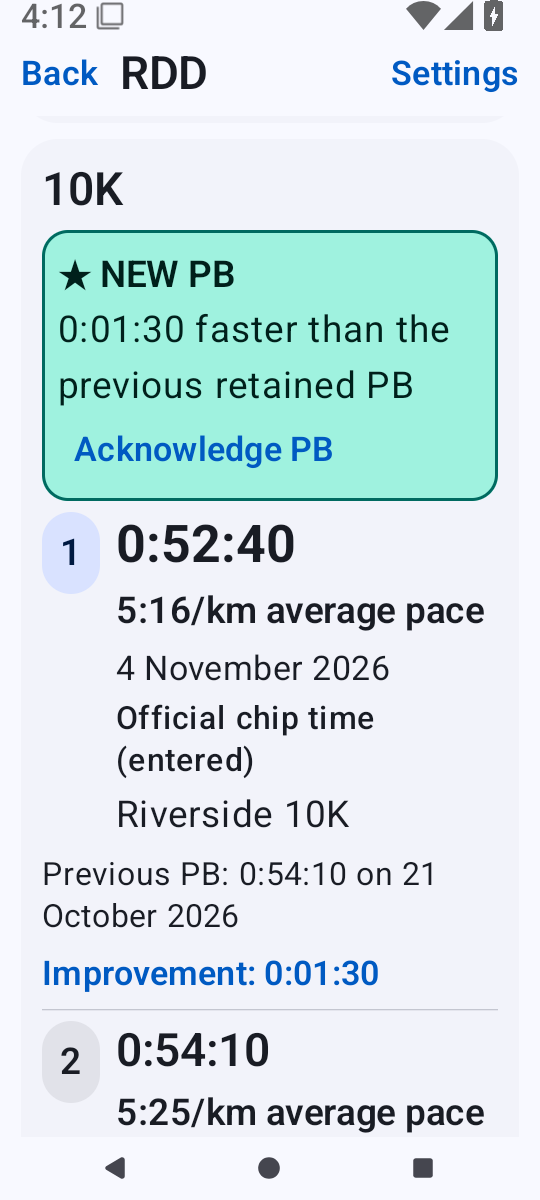 4:12
Back RDD Settings
10K
★ NEW PB
0:01:30 faster than the
previous retained PB
Acknowledge PB
1 0:52:40
5:16/km average pace
4 November 2026
Official chip time
(entered)
Riverside 10K
Previous PB: 0:54:10 on 21
October 2026
Improvement: 0:01:30
2 0:54:10
5:25/km average pace